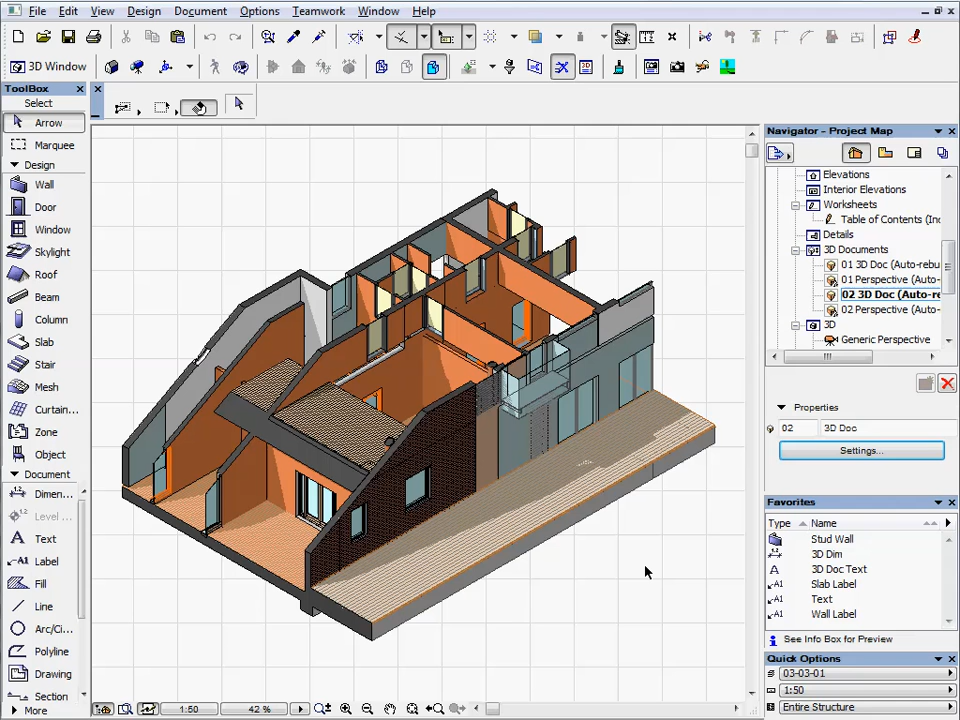 File Edit View Design Document Options Teamwork Window Help
3D Window
ToolBox
Select
Arrow
Marquee
Design
Wall
Door
Window
Skylight
Roof
Beam
Column
Slab
Stair
Mesh
Curtain...
Zone
Object
Document
Dimen...
Level ...
Text
Label
Fill
Line
Arc/Ci...
Polyline
Drawing
Section
More
1:50
42 %
Navigator - Project Map
Elevations
Interior Elevations
Worksheets
Table of Contents (Ind
Details
3D Documents
01 3D Doc (Auto-rebu
01 Perspective (Auto-
02 3D Doc (Auto-re
02 Perspective (Auto-
3D
Generic Perspective
Properties
02 3D Doc
Settings...
Favorites
Type Name
Stud Wall
3D Dim
3D Doc Text
Slab Label
Text
Wall Label
See Info Box for Preview
Quick Options
03-03-01
1:50
Entire Structure